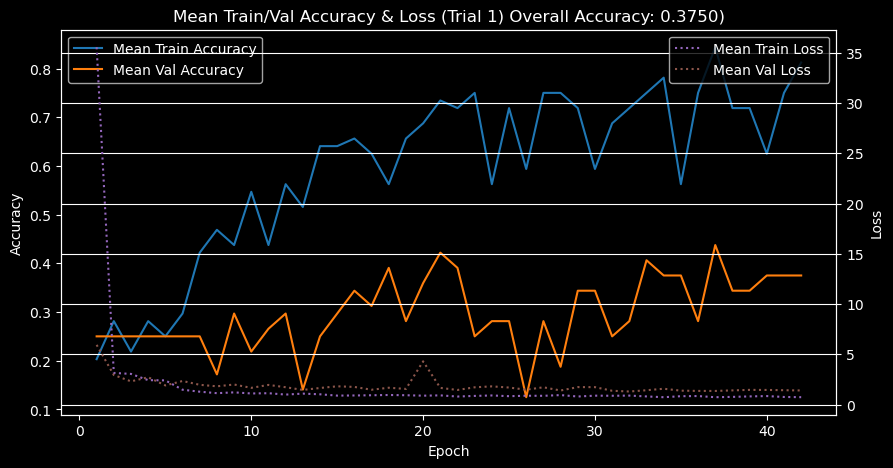 Mean Train/Val Accuracy & Loss (Trial 1) Overall Accuracy: 0.3750)
Mean Train Accuracy
Mean Val Accuracy
Mean Train Loss
Mean Val Loss
0.8
0.7
0.6
0.5
0.4
0.3
0.2
0.1
Accuracy
35
30
25
20
15
10
5
0
Loss
0
10
20
30
40
Epoch